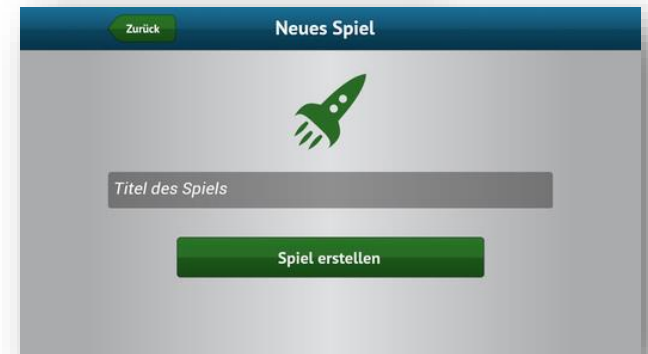 Zurück
Neues Spiel
Titel des Spiels
Spiel erstellen